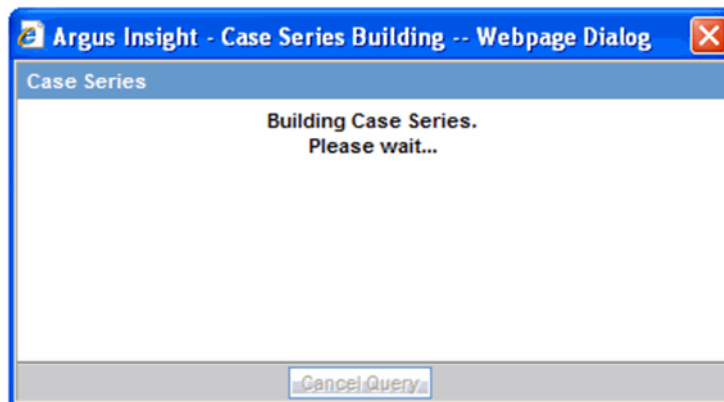 Argus Insight - Case Series Building -- Webpage Dialog
Case Series
Building Case Series.
Please wait...
Cancel Query